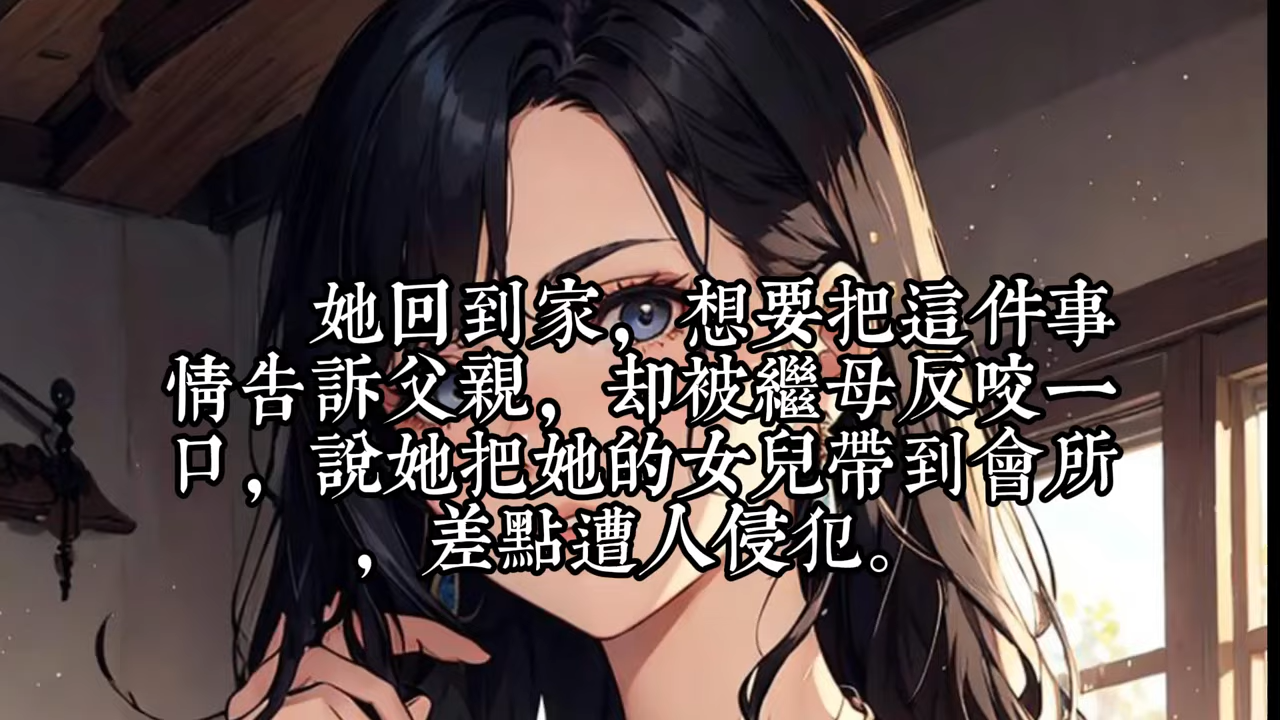 她回到家，想要把這件事
情告訴父親，却被繼母反咬一
口，說她把她的女兒帶到會所
，差點遭人侵犯。